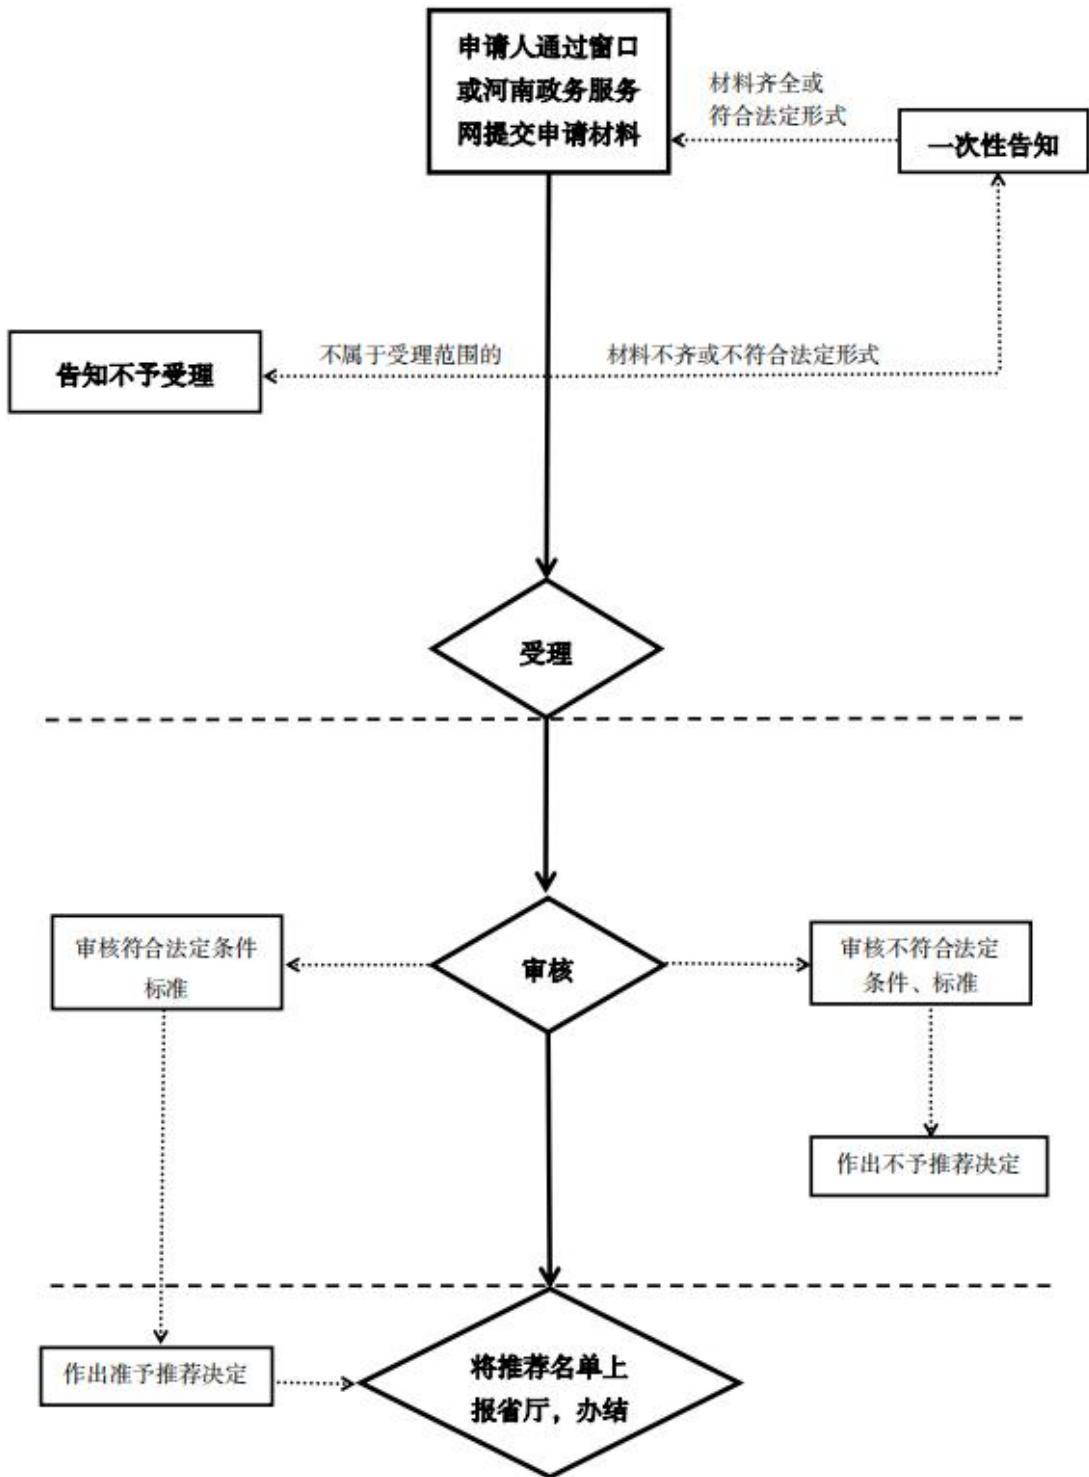 申请人通过窗口
或河南政务服务
网提交申请材料
材料齐全或
符合法定形式
一次性告知
告知不予受理
不属于受理范围的
材料不齐或不符合法定形式
受理
审核符合法定条件
标准
审核
审核不符合法定
条件、标准
作出不予推荐决定
作出准予推荐决定
将推荐名单上
报省厅，办结